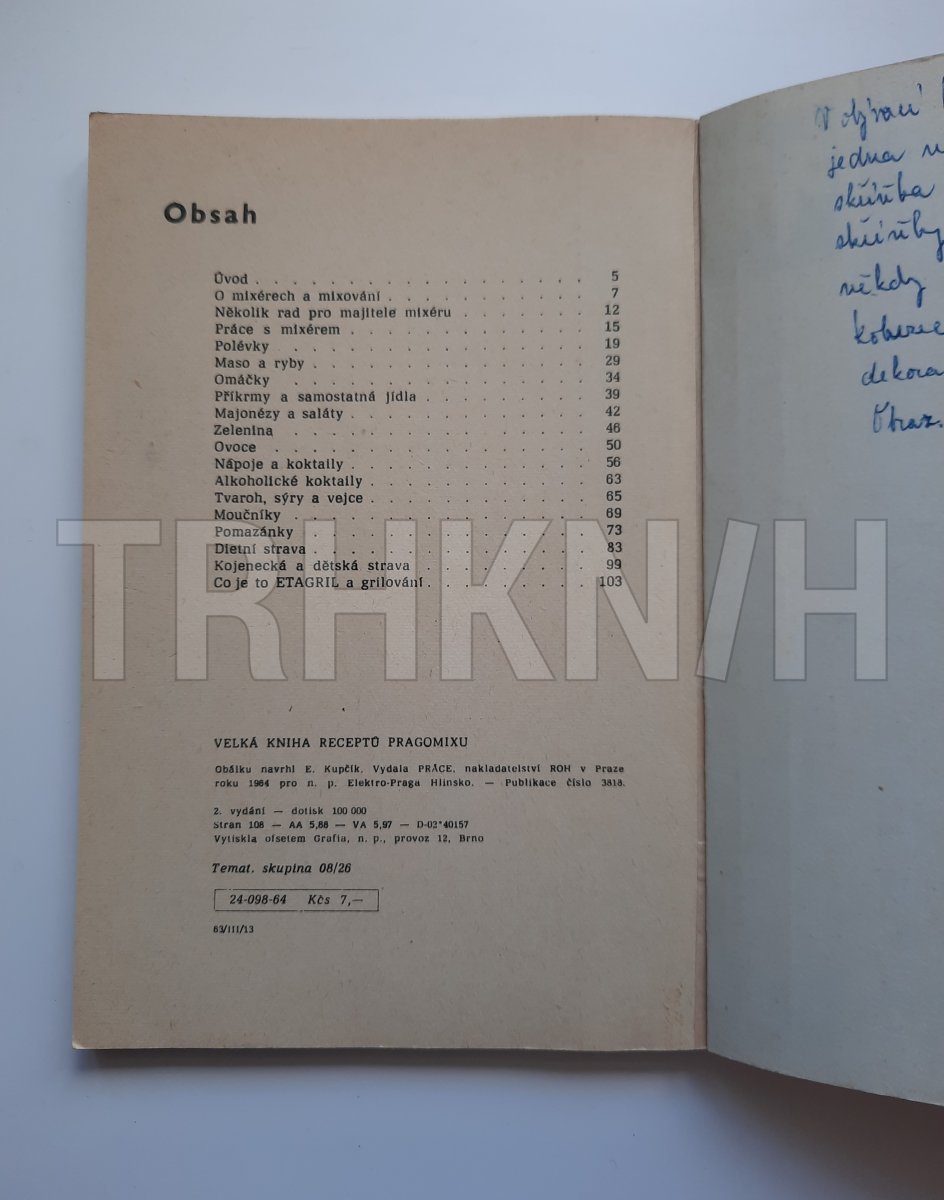 Obsah
Úvod . . . . . . . . . . . . . . . . . . . 5
O mixérech a mixování . . . . . . . . . . . 7
Několik rad pro majitele mixéru . . . . . . . 12
Práce s mixérem . . . . . . . . . . . . . 15
Polévky . . . . . . . . . . . . . . . . 19
Maso a ryby . . . . . . . . . . . . . . . 29
Omáčky . . . . . . . . . . . . . . . . 34
Příkrmy a samostatná jídla . . . . . . . . . 39
Majonézy a saláty . . . . . . . . . . . . . 42
Zelenina . . . . . . . . . . . . . . . . 46
Ovoce . . . . . . . . . . . . . . . . . 50
Nápoje a koktaily . . . . . . . . . . . . . 56
Alkoholické koktaily . . . . . . . . . . . . 63
Tvaroh, sýry a vejce . . . . . . . . . . . . 65
Moučníky . . . . . . . . . . . . . . . . 69
Pomazánky . . . . . . . . . . . . . . . . 73
Dietní strava . . . . . . . . . . . . . . . 83
Kojenecká a dětská strava . . . . . . . . . . 99
Co je to ETAGRIL a grilování . . . . . . . . . 103
TRHKN/H
VELKÁ KNIHA RECEPTŮ PRAGOMIXU
Obálku navrhl E. Kupčík. Vydala PRÁCE, nakladatelství ROH v Praze
roku 1964 pro n. p. Elektro-Praga Hlinsko. — Publikace číslo 3818.
2. vydání — dotisk 100 000
Stran 108 — AA 5,88 — VA 5,97 — D-02*40157
Vytiskla ofsetem Grafia, n. p., provoz 12, Brno
Temat. skupina 08/26
24-098-64 Kčs 7,—
63/III/13
V obývací
jedna
skříňka
skříňky
někdy
koberec
dekora
Obraz.